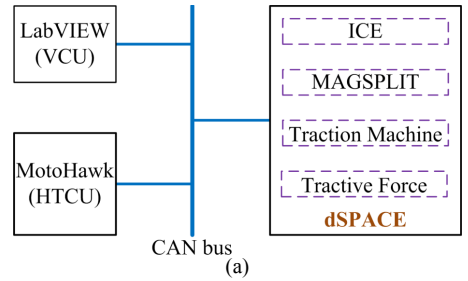 LabVIEW
(VCU)
MotoHawk
(HTCU)
CAN bus
ICE
MAGSPLIT
Traction Machine
Tractive Force
dSPACE
(a)